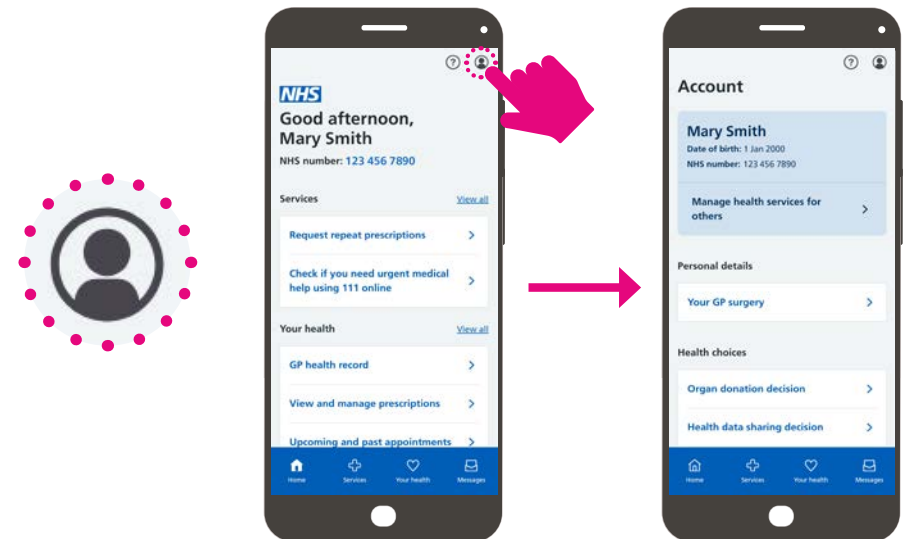 ?
NHS
Good afternoon,
Mary Smith
NHS number: 123 456 7890
Services View all
Request repeat prescriptions
Check if you need urgent medical
help using 111 online
Your health View all
GP health record
View and manage prescriptions
Upcoming and past appointments
Home Services Your health Messages
?
Account
Mary Smith
Date of birth: 1 Jan 2000
NHS number: 123 456 7890
Manage health services for
others
Personal details
Your GP surgery
Health choices
Organ donation decision
Health data sharing decision
Home Services Your health Messages